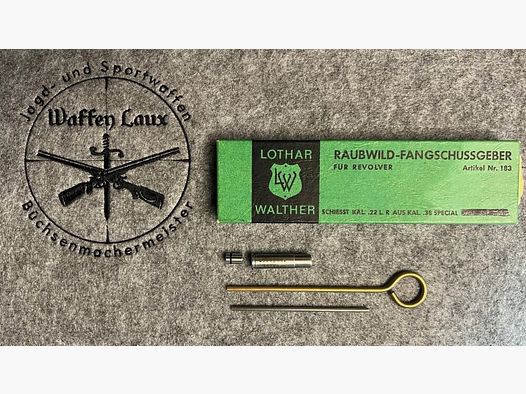 Jagd- und Sportwaffen
Waffen Laux
Büchsenmachermeister
LOTHAR
LW
WALTHER
RAUBWILD-FANGSCHUSSGEBER
FÜR REVOLVER
Artikel Nr. 183
SCHIESST KAL. .22 L. R AUS KAL. .38 SPECIAL